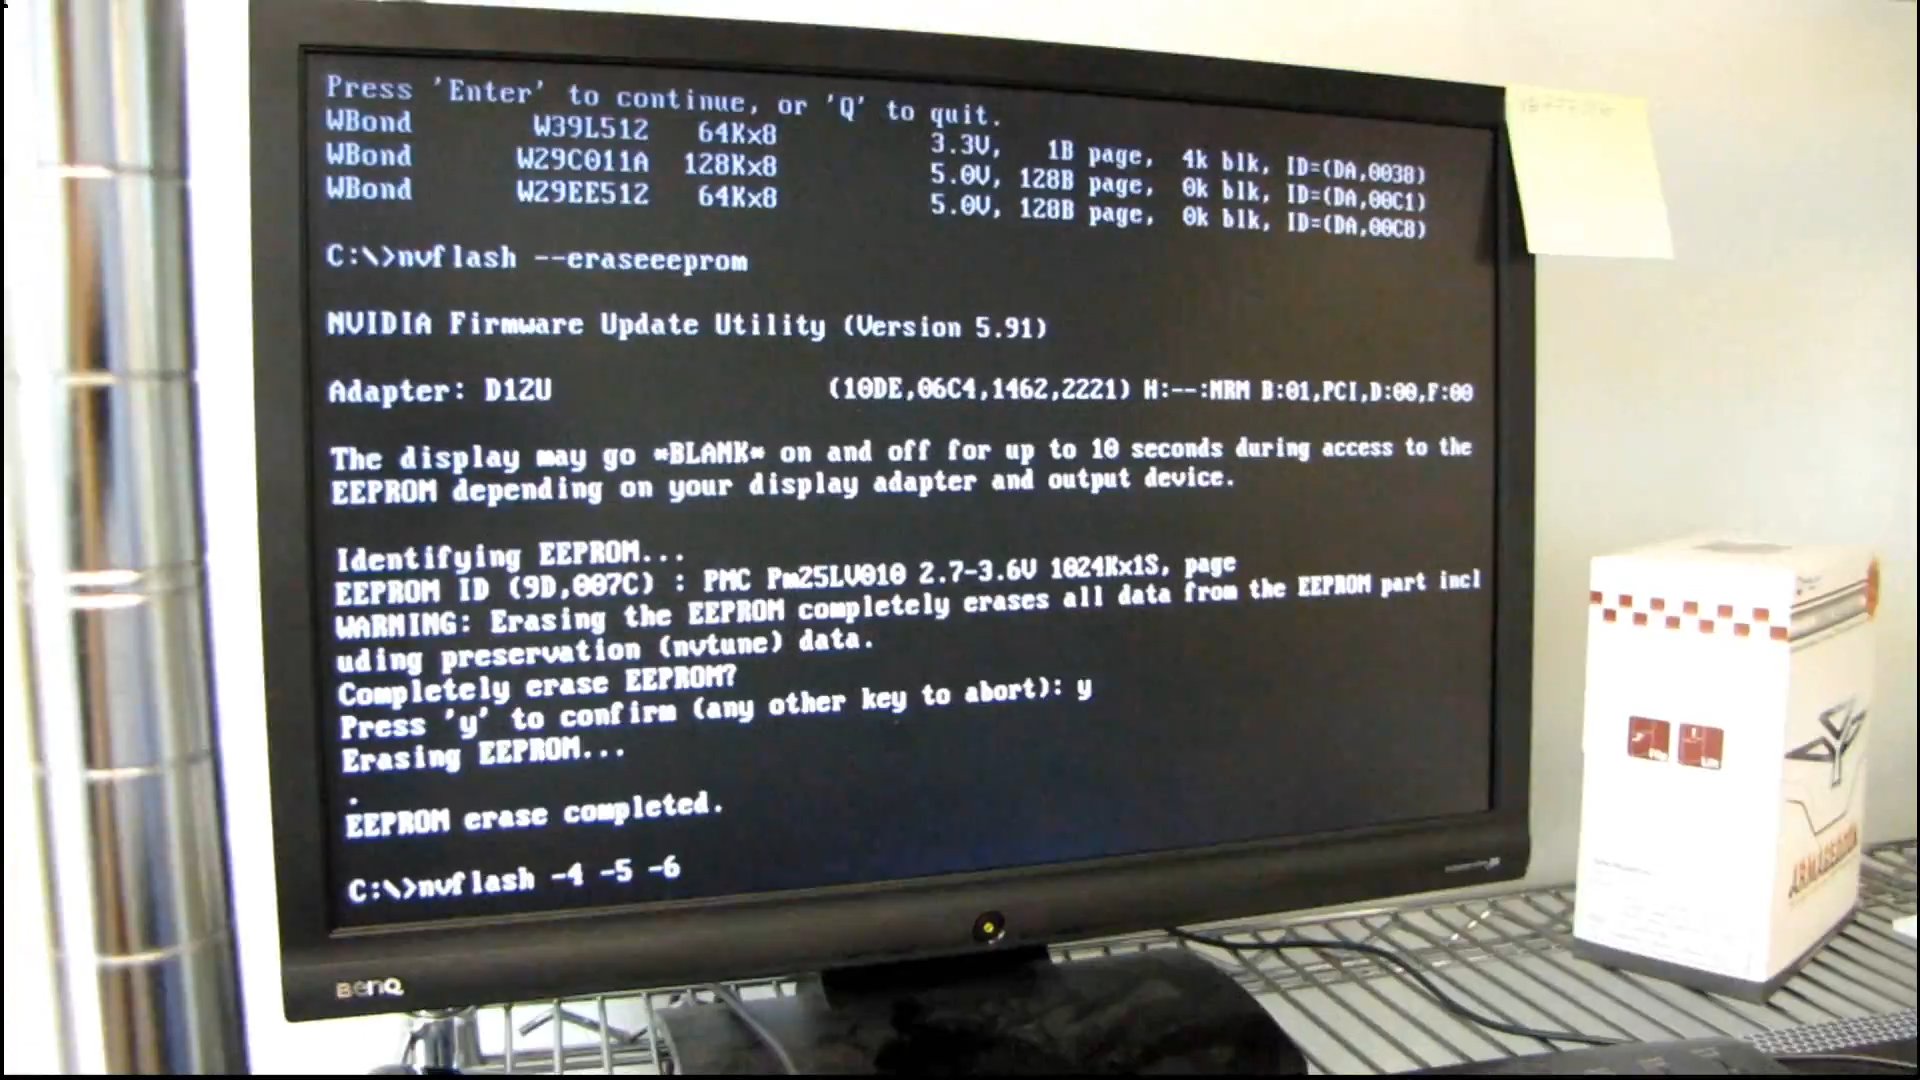 Press 'Enter' to continue, or 'Q' to quit.
WBond W39L512 64Kx8 3.3V, 1B page, 4k blk, ID=(DA,0038)
WBond W29C011A 128Kx8 5.0V, 128B page, 0k blk, ID=(DA,00C1)
WBond W29EE512 64Kx8 5.0V, 128B page, 0k blk, ID=(DA,00C8)
C:\>nvflash --eraseeeprom
NVIDIA Firmware Update Utility (Version 5.91)
Adapter: D12U (10DE,06C4,1462,2221) H:--:NRM B:01,PCI,D:00,F:00
The display may go *BLANK* on and off for up to 10 seconds during access to the
EEPROM depending on your display adapter and output device.
Identifying EEPROM...
EEPROM ID (9D,007C) : PMC Pm25LV010 2.7-3.6V 1024Kx1S, page
WARNING: Erasing the EEPROM completely erases all data from the EEPROM part incl
uding preservation (nvtune) data.
Completely erase EEPROM?
Press 'y' to confirm (any other key to abort): y
Erasing EEPROM...
.
EEPROM erase completed.
C:\>nvflash -4 -5 -6
BenQ
ARMAGEDDON